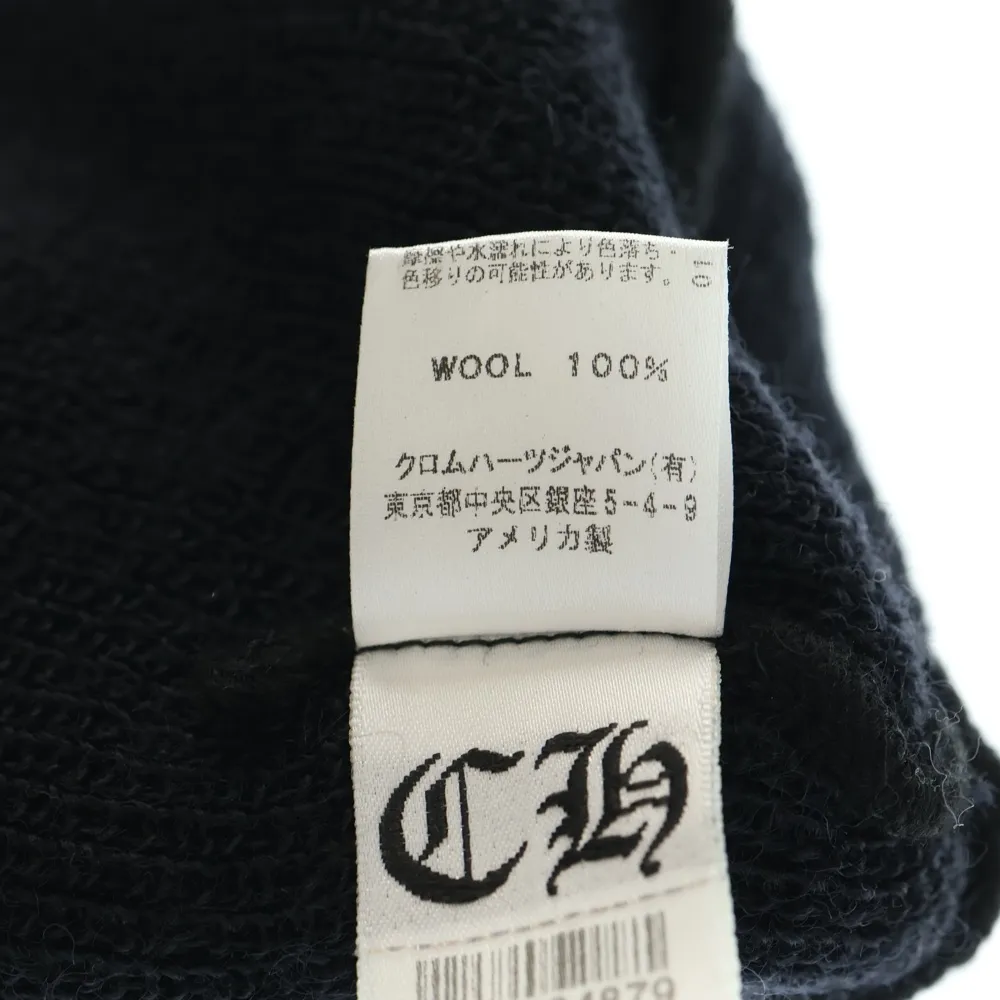 摩擦や水濡れにより色落ち・
色移りの可能性があります。
10
WOOL 100%
クロムハーツジャパン(有)
東京都中央区銀座5-4-9
アメリカ製
CH
4879